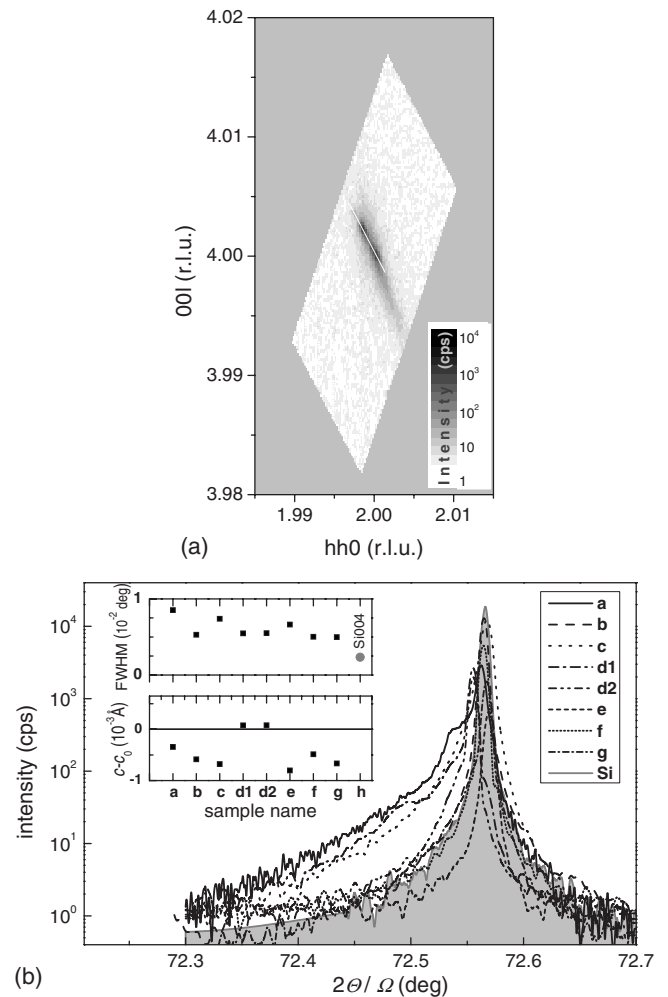 4.02
4.01
4.00
3.99
3.98
00l (r.l.u.)
1.99 2.00 2.01
hh0 (r.l.u.)
Intensity (cps)
10⁴
10³
10²
10
1
(a)
10⁴
10³
10²
10¹
10⁰
intensity (cps)
1
0
FWHM (10⁻² deg)
Si004
0
-1
c-c₀ (10⁻³Å)
a b c d1 d2 e f g h
sample name
a
b
c
d1
d2
e
f
g
Si
72.3 72.4 72.5 72.6 72.7
2Θ/ Ω (deg)
(b)